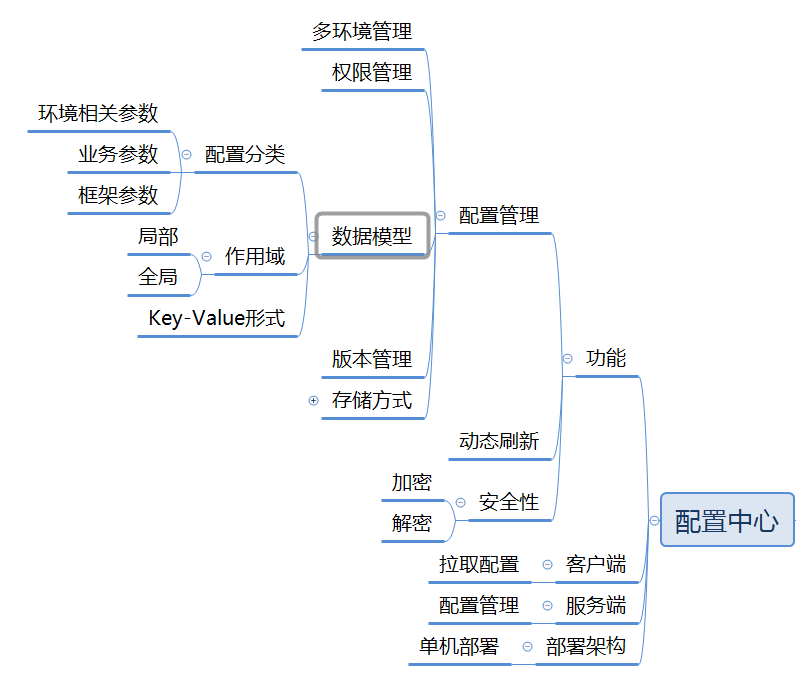 多环境管理
权限管理
环境相关参数
业务参数
配置分类
框架参数
配置管理
局部
数据模型
作用域
全局
Key-Value形式
版本管理
功能
存储方式
动态刷新
加密
安全性
解密
配置中心
拉取配置
客户端
配置管理
服务端
单机部署
部署架构